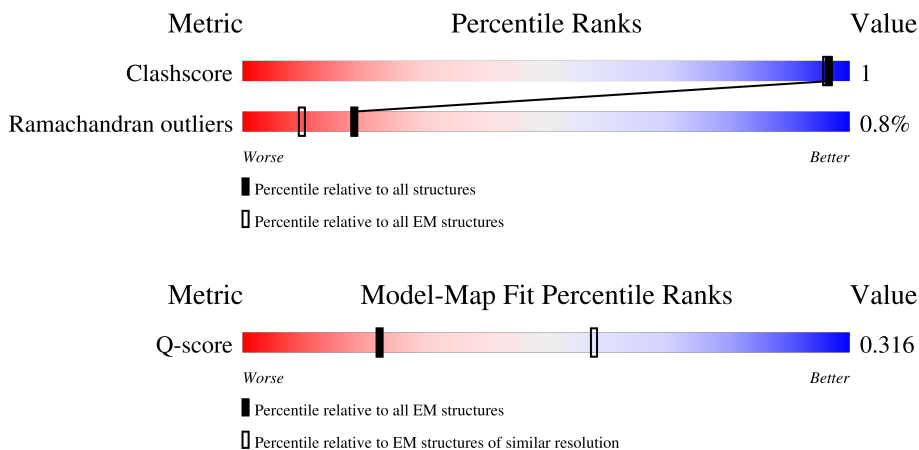 Metric Percentile Ranks Value
Clashscore 1
Ramachandran outliers 0.8%
Worse Better
Percentile relative to all structures
Percentile relative to all EM structures
Metric Model-Map Fit Percentile Ranks Value
Q-score 0.316
Worse Better
Percentile relative to all EM structures
Percentile relative to EM structures of similar resolution